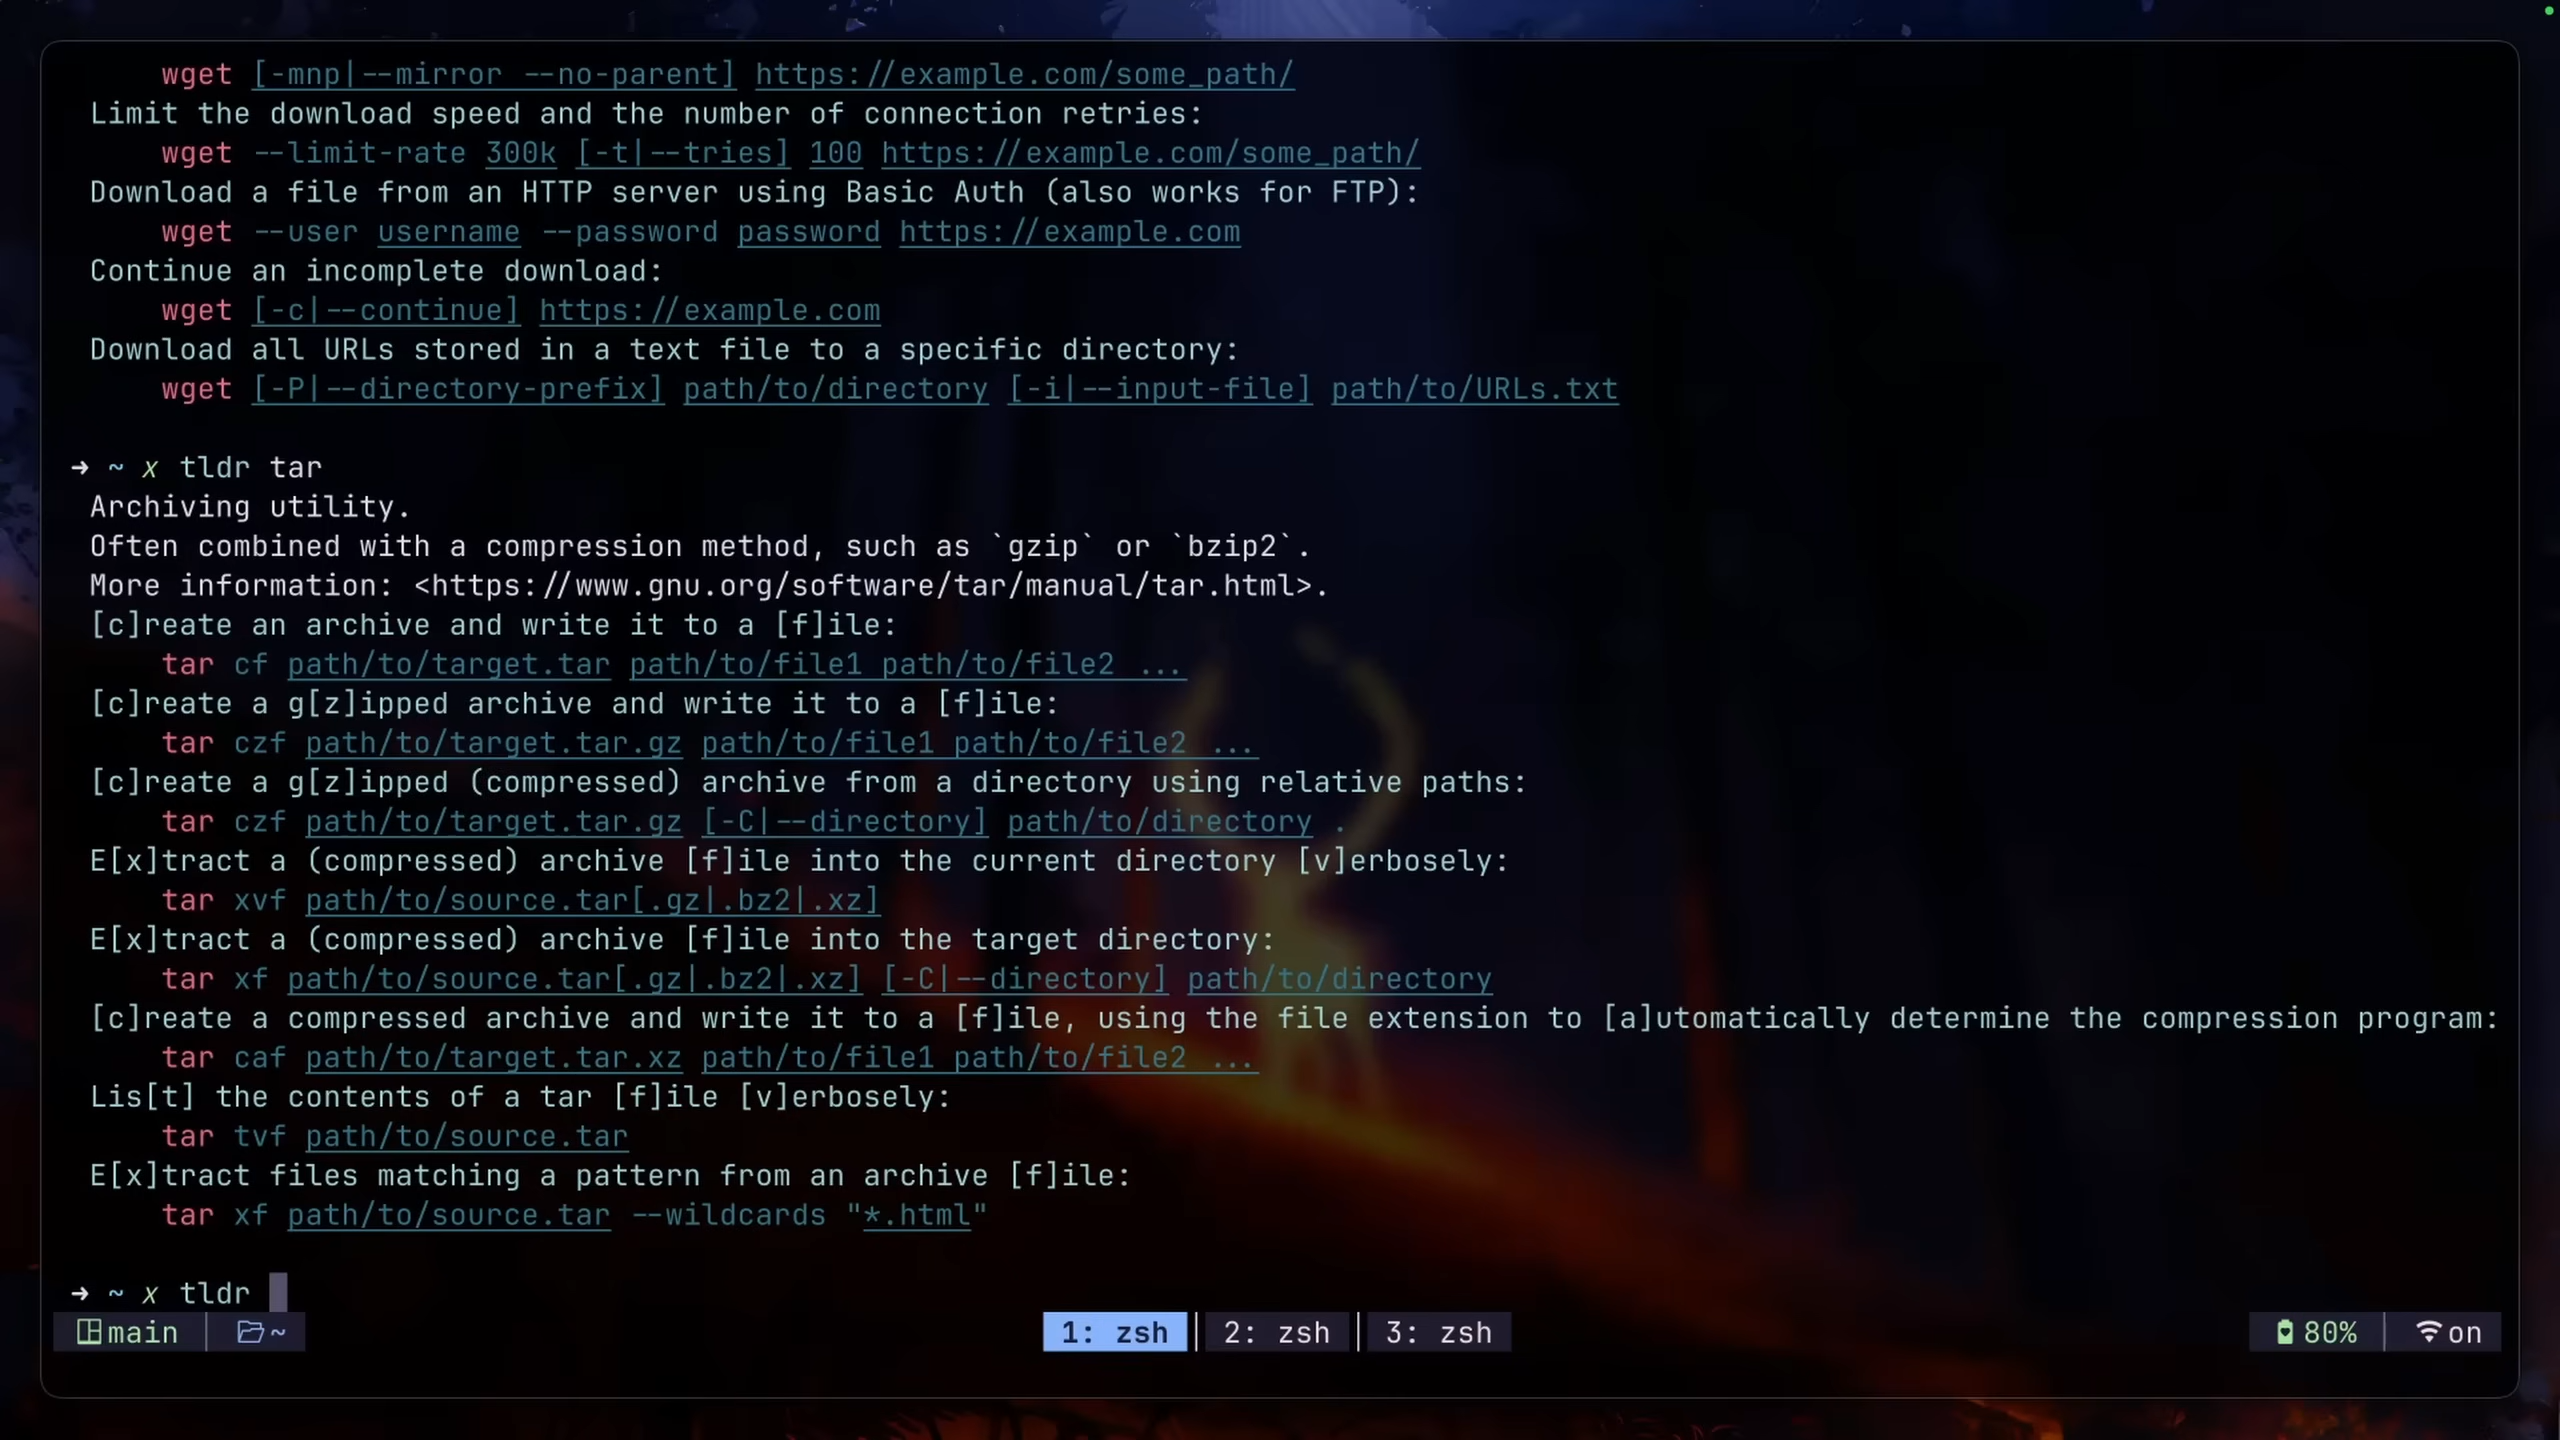 wget [-mnp|--mirror --no-parent] https://example.com/some_path/
Limit the download speed and the number of connection retries:
wget --limit-rate 300k [-t|--tries] 100 https://example.com/some_path/
Download a file from an HTTP server using Basic Auth (also works for FTP):
wget --user username --password password https://example.com
Continue an incomplete download:
wget [-c|--continue] https://example.com
Download all URLs stored in a text file to a specific directory:
wget [-P|--directory-prefix] path/to/directory [-i|--input-file] path/to/URLs.txt
➜ ~ x tldr tar
Archiving utility.
Often combined with a compression method, such as `gzip` or `bzip2`.
More information: <https://www.gnu.org/software/tar/manual/tar.html>.
[c]reate an archive and write it to a [f]ile:
tar cf path/to/target.tar path/to/file1 path/to/file2 ...
[c]reate a g[z]ipped archive and write it to a [f]ile:
tar czf path/to/target.tar.gz path/to/file1 path/to/file2 ...
[c]reate a g[z]ipped (compressed) archive from a directory using relative paths:
tar czf path/to/target.tar.gz [-C|--directory] path/to/directory .
E[x]tract a (compressed) archive [f]ile into the current directory [v]erbosely:
tar xvf path/to/source.tar[.gz|.bz2|.xz]
E[x]tract a (compressed) archive [f]ile into the target directory:
tar xf path/to/source.tar[.gz|.bz2|.xz] [-C|--directory] path/to/directory
[c]reate a compressed archive and write it to a [f]ile, using the file extension to [a]utomatically determine the compression program:
tar caf path/to/target.tar.xz path/to/file1 path/to/file2 ...
Lis[t] the contents of a tar [f]ile [v]erbosely:
tar tvf path/to/source.tar
E[x]tract files matching a pattern from an archive [f]ile:
tar xf path/to/source.tar --wildcards "*.html"
➜ ~ x tldr
main | ~ 1: zsh | 2: zsh | 3: zsh 80% | on